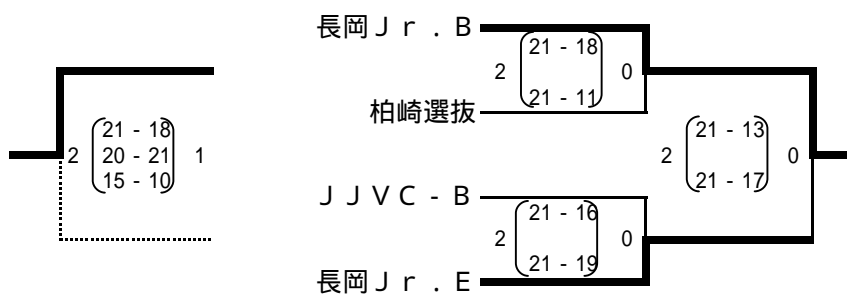 長岡Ｊｒ．Ｂ
2 21 - 18 0
21 - 11
柏崎選抜
2 21 - 18 1
20 - 21
15 - 10
2 21 - 13 0
21 - 17
ＪＪＶＣ-Ｂ
2 21 - 16 0
21 - 19
長岡Ｊｒ．Ｅ